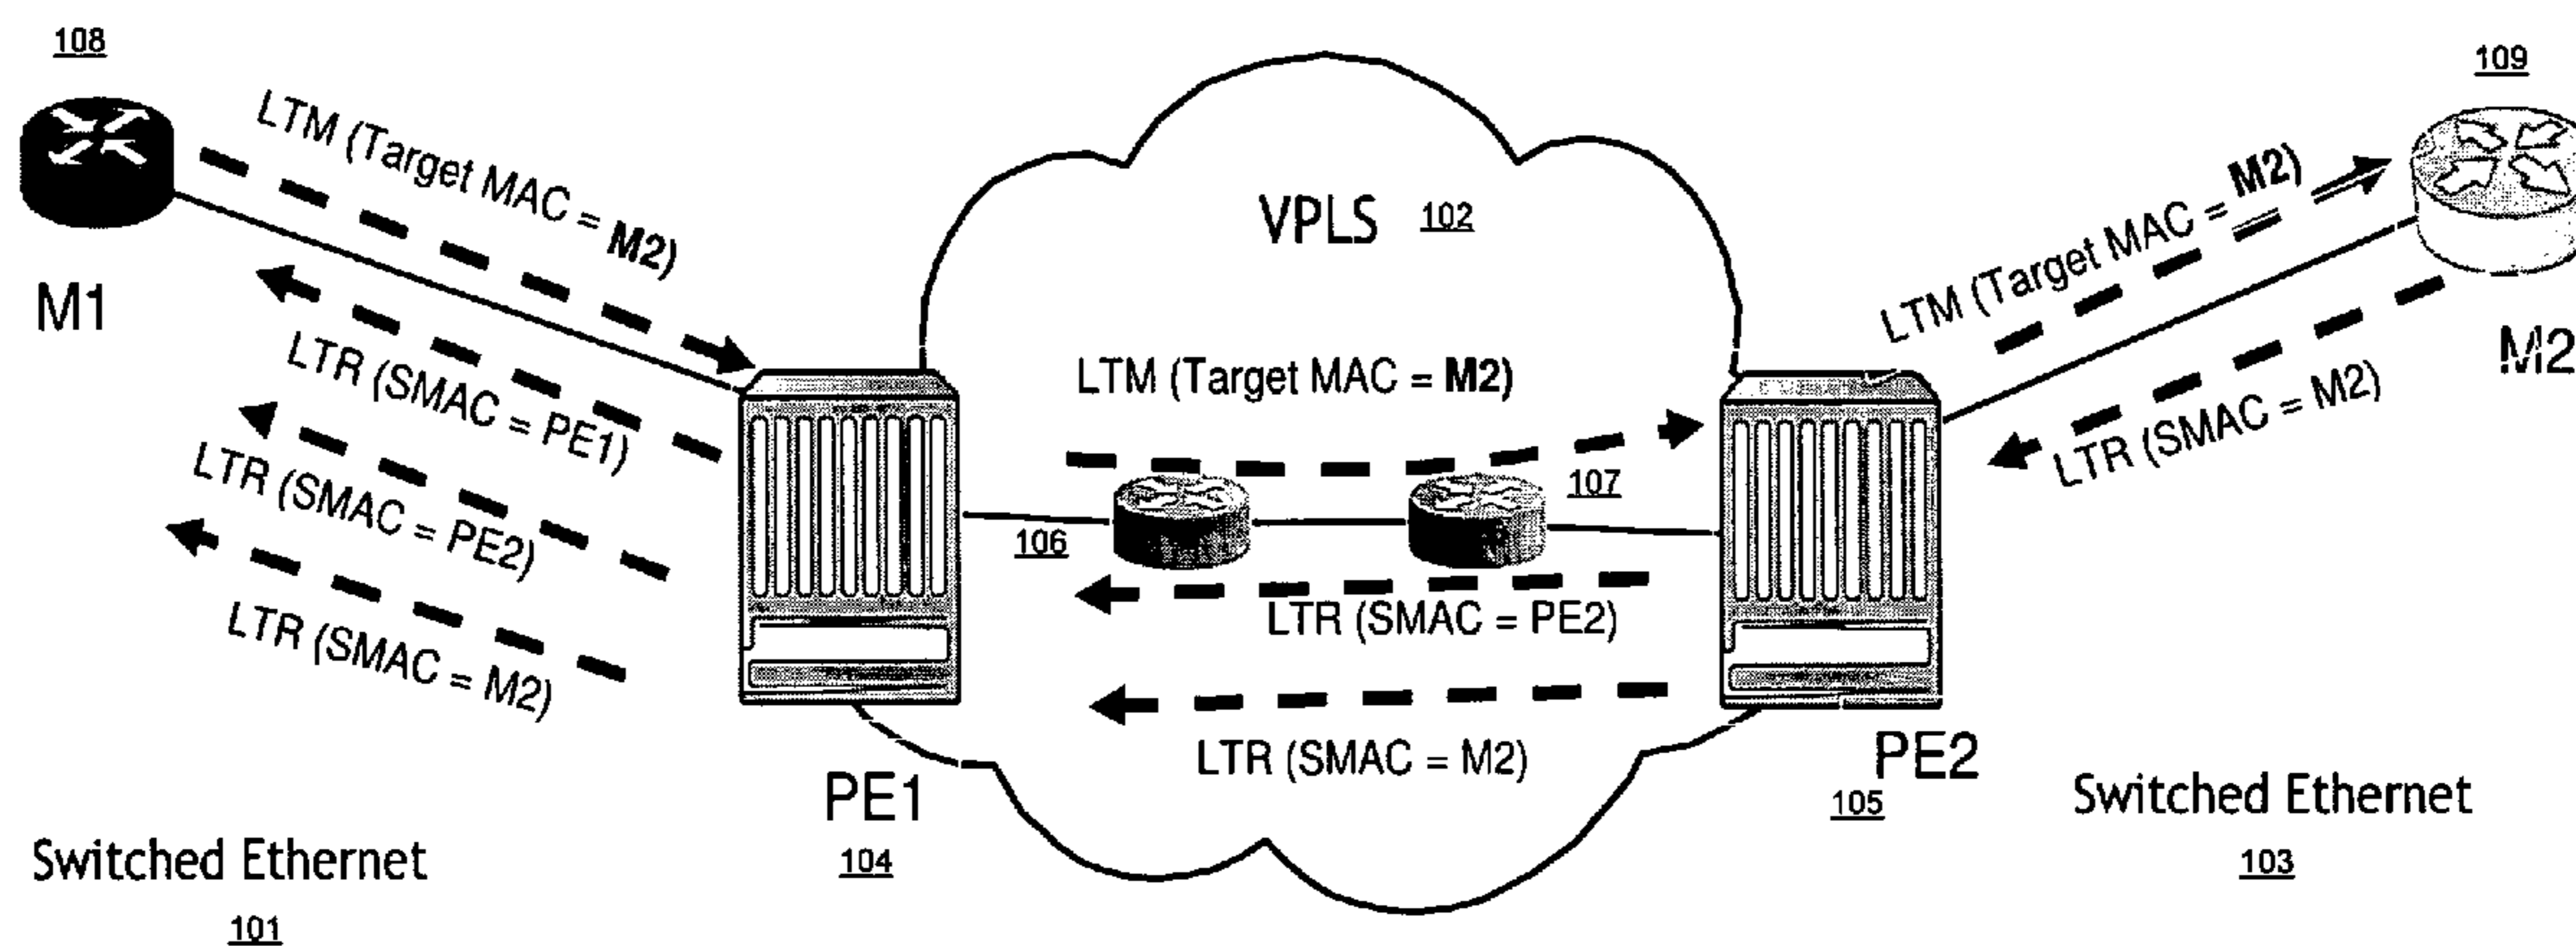 108
109
LTM (Target MAC = M2)
VPLS 102
LTM (Target MAC = M2)
M1
M2
LTR (SMAC = PE1)
LTM (Target MAC = M2)
LTR (SMAC = M2)
LTR (SMAC = PE2)
107
106
LTR (SMAC = PE2)
LTR (SMAC = M2)
LTR (SMAC = M2)
PE1
PE2
104
105
Switched Ethernet
101
Switched Ethernet
103